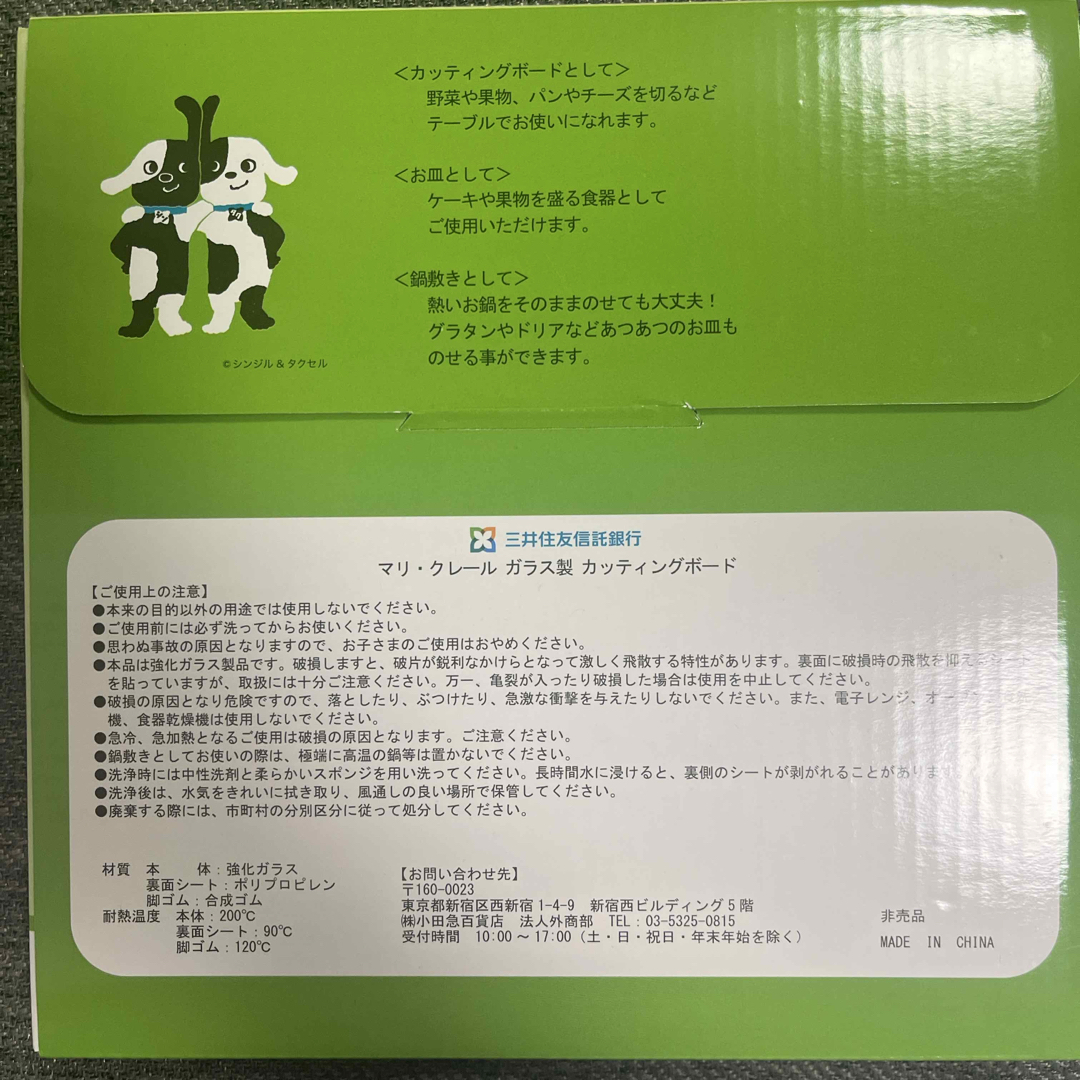 ＜カッティングボードとして＞
野菜や果物、パンやチーズを切るなど
テーブルでお使いになれます。
＜お皿として＞
ケーキや果物を盛る食器として
ご使用いただけます。
＜鍋敷きとして＞
熱いお鍋をそのままのせても大丈夫！
グラタンやドリアなどあつあつのお皿も
のせる事ができます。
©シンジル＆タクセル
三井住友信託銀行
マリ・クレール ガラス製 カッティングボード
【ご使用上の注意】
●本来の目的以外の用途では使用しないでください。
●ご使用前には必ず洗ってからお使いください。
●思わぬ事故の原因となりますので、お子さまのご使用はおやめください。
●本品は強化ガラス製品です。破損しますと、破片が鋭利なかけらとなって激しく飛散する特性があります。裏面に破損時の飛散を抑え
を貼っていますが、取扱には十分ご注意ください。万一、亀裂が入ったり破損した場合は使用を中止してください。
●破損の原因となり危険ですので、落としたり、ぶつけたり、急激な衝撃を与えたりしないでください。また、電子レンジ、オ
機、食器乾燥機は使用しないでください。
●急冷、急加熱となるご使用は破損の原因となります。ご注意ください。
●鍋敷きとしてお使いの際は、極端に高温の鍋等は置かないでください。
●洗浄時には中性洗剤と柔らかいスポンジを用い洗ってください。長時間水に浸けると、裏側のシートが剥がれることがあります
●洗浄後は、水気をきれいに拭き取り、風通しの良い場所で保管してください。
●廃棄する際には、市町村の分別区分に従って処分してください。
材質 本 体：強化ガラス
裏面シート：ポリプロピレン
脚ゴム：合成ゴム
耐熱温度 本体：200℃
裏面シート：90℃
脚ゴム：120℃
【お問い合わせ先】
〒160-0023
東京都新宿区西新宿1-4-9 新宿西ビルディング5階
㈱小田急百貨店 法人外商部 TEL：03-5325-0815
受付時間 10:00～17:00（土・日・祝日・年末年始を除く）
非売品
MADE IN CHINA